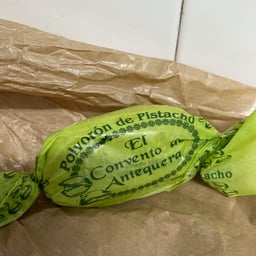 Polvorón de Pistacho
El
Convento de
Antequera
tacho